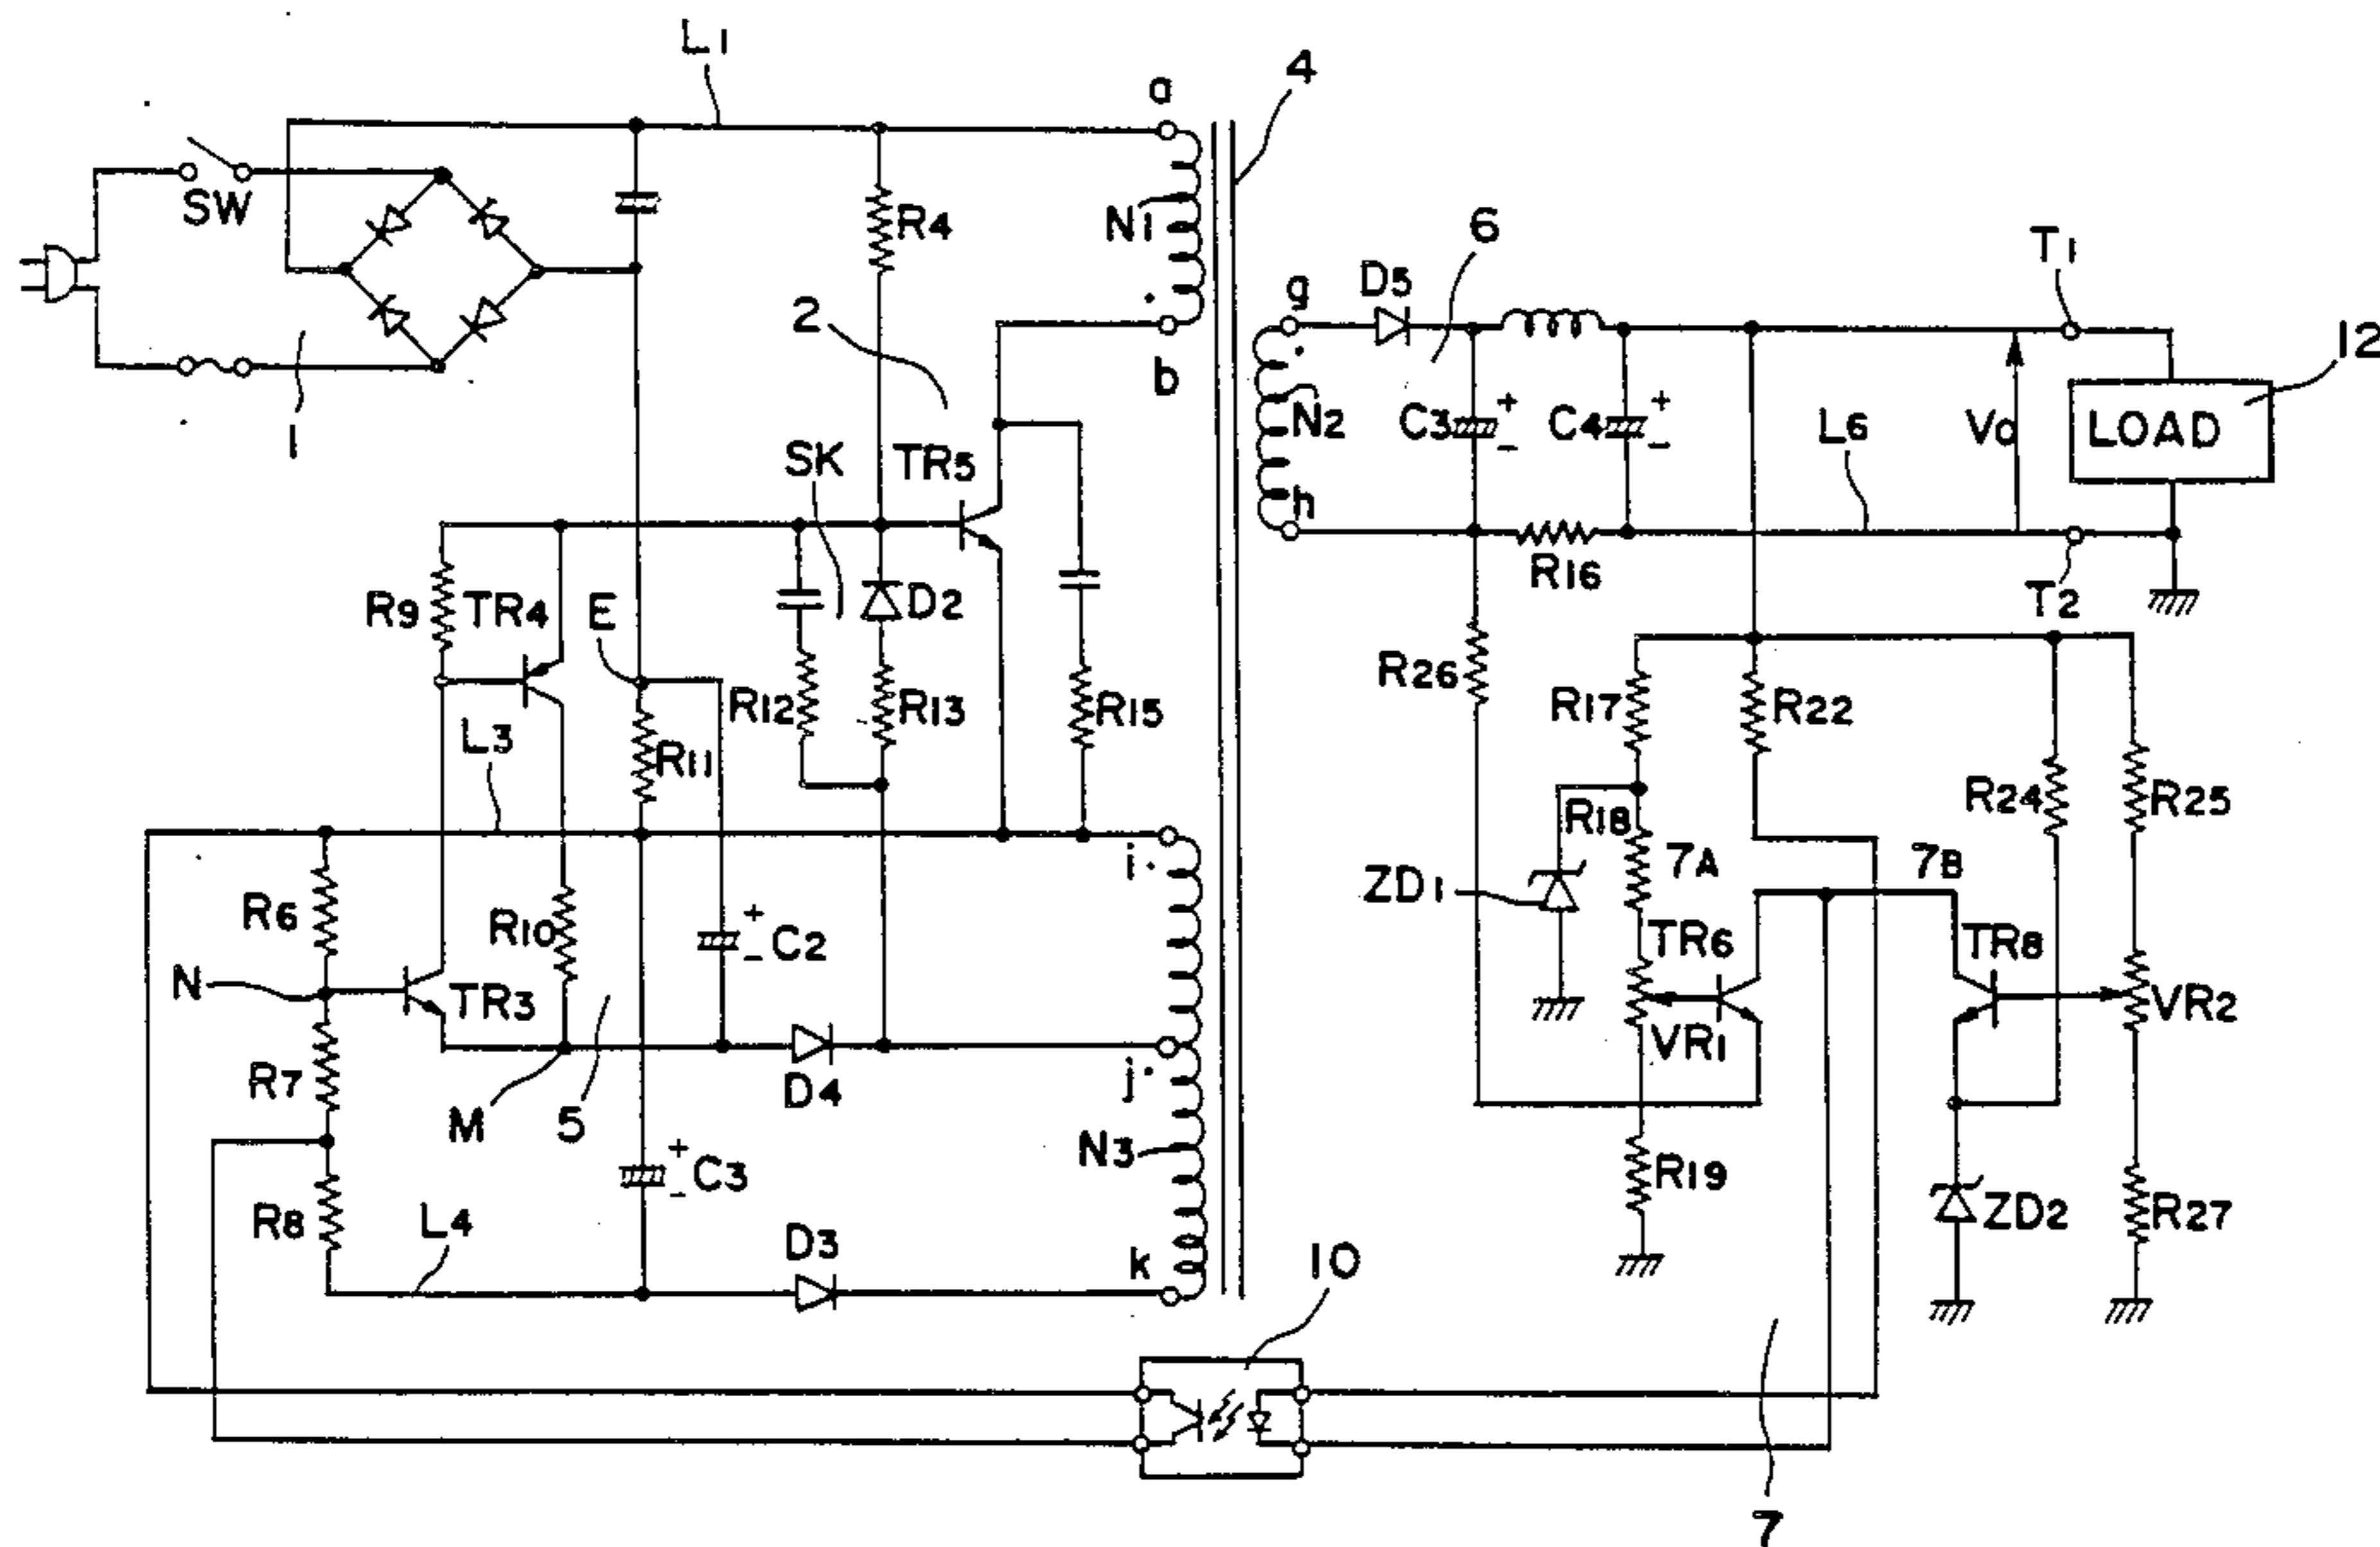 L1
a
4
SW
N1
R4
6
T1
g
D5
2
12
b
1
N2
C3
+
-
C4
+
-
L6
Vo
LOAD
SK
TR5
h
R16
T2
R9
TR4
E
D2
R26
R17
R22
R12
R13
R15
L3
R11
R18
R24
R25
7A
7B
i
ZD1
R6
R10
+
-
C2
TR6
TR8
N
TR3
VR1
VR2
R7
M
5
D4
j
N3
+
-
C3
R19
R8
L4
D3
k
10
ZD2
R27
7